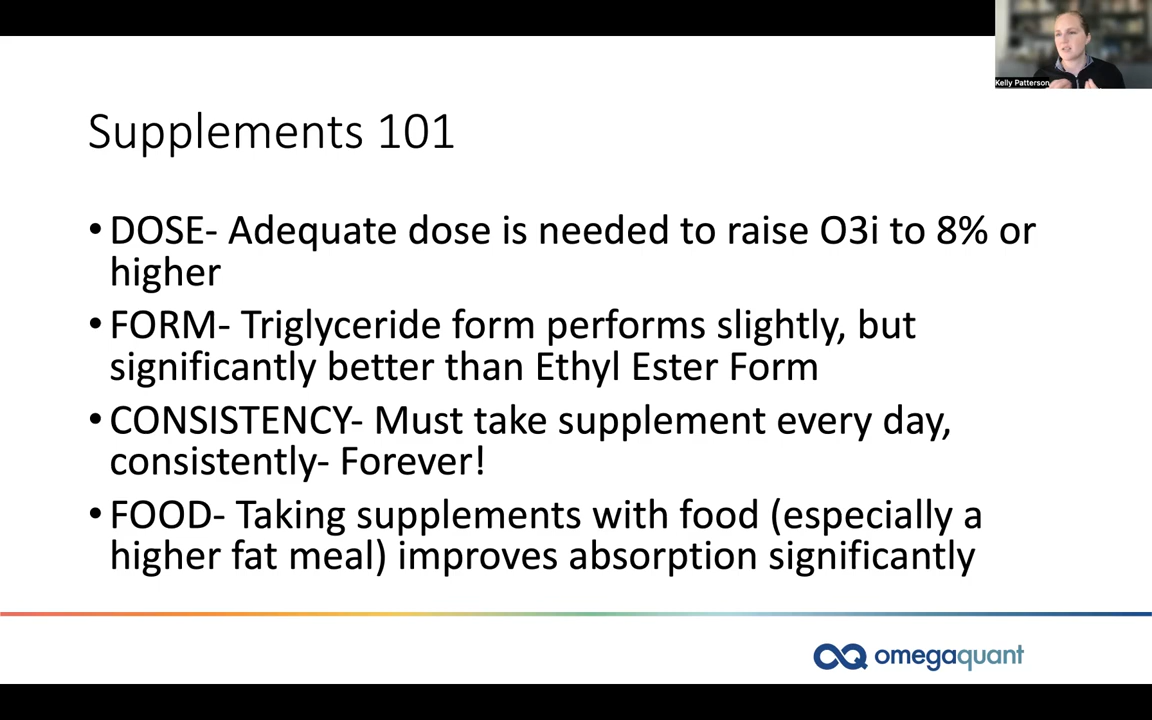 Kelly Patterson
Supplements 101
• DOSE- Adequate dose is needed to raise O3i to 8% or
higher
• FORM- Triglyceride form performs slightly, but
significantly better than Ethyl Ester Form
• CONSISTENCY- Must take supplement every day,
consistently- Forever!
• FOOD- Taking supplements with food (especially a
higher fat meal) improves absorption significantly
omegaquant